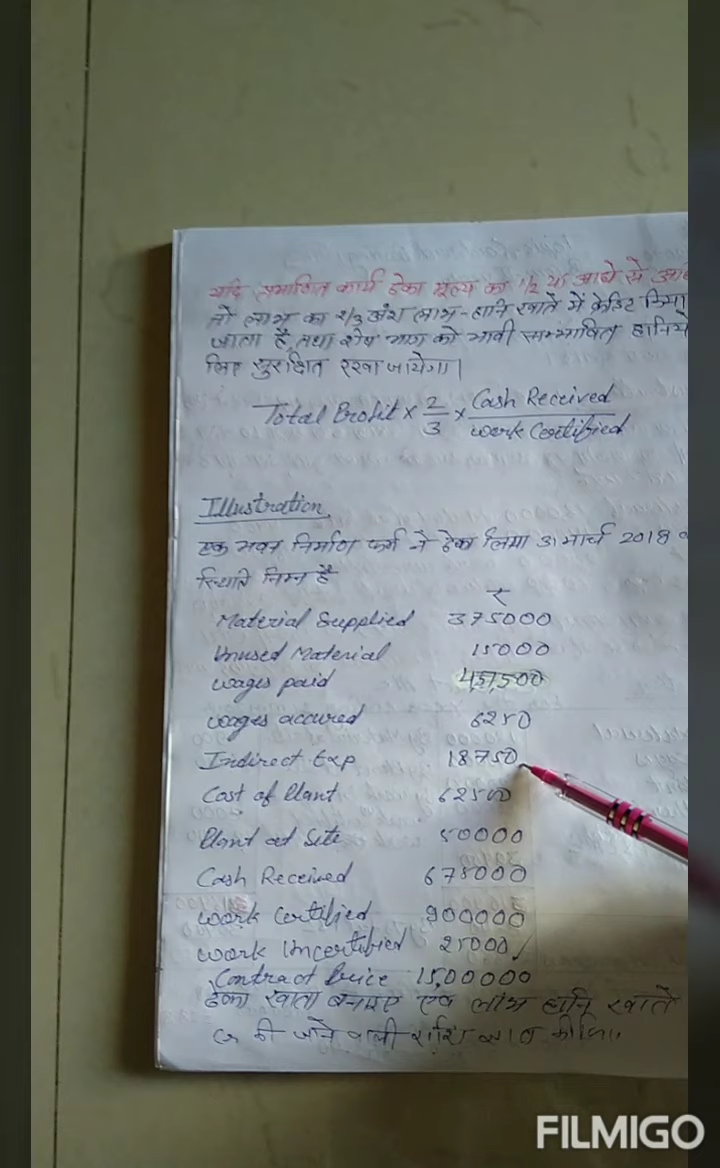 यदि प्रमाणित कार्य ठेका मूल्य का 1/2 या आधे से
तो लाभ का 2/3 अंश लाभ-हानि खाते में क्रेडिट किया
जाता है, तथा शेष भाग को भावी सम्भावित हानियो
लिए सुरक्षित रखा जायेगा।
Total Profit × 2/3 × Cash Received / Work Certified
Illustration
एक भवन निर्माण फर्म ने ठेका लिया 31 मार्च 2018
स्थिति निम्न है
₹
Material Supplied 375000
Unused Material 15000
wages paid 457500
wages accured 6250
Indirect Exp 18750
Cost of Plant 62500
Plant at Site 50000
Cash Received 675000
work certified 900000
work Uncertified 25000
Contract Price 15,00000
ठेका खाता बनाए एवं लाभ हानि खाते
की जाने वाली राशि
FILMIGO